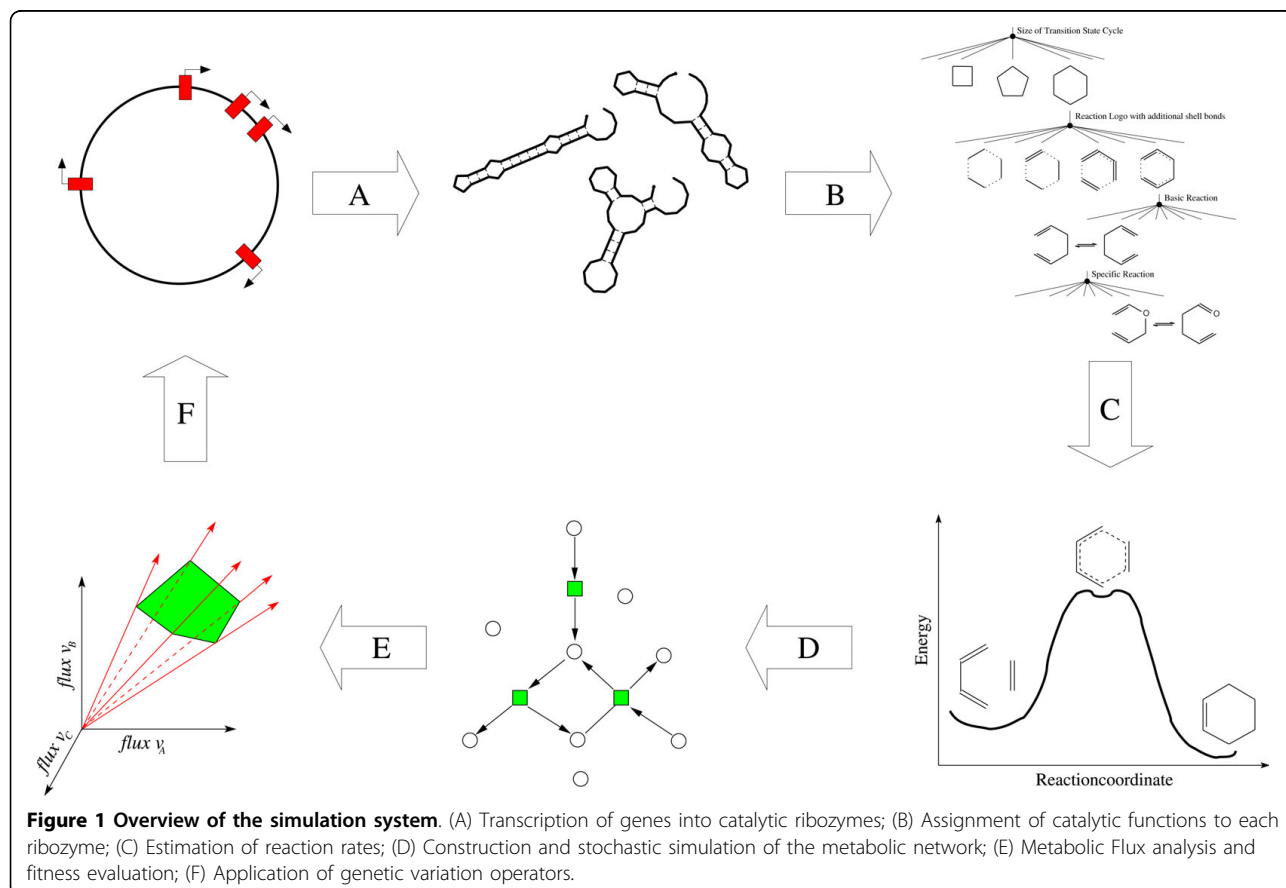 Size of Transition State Cycle
Reaction Logo with additional shell bonds
Basic Reaction
Specific Reaction
O
O
A
B
C
F
E
D
flux v_B
flux v_A
flux v_C
Energy
Reactioncoordinate
Figure 1 Overview of the simulation system. (A) Transcription of genes into catalytic ribozymes; (B) Assignment of catalytic functions to each
ribozyme; (C) Estimation of reaction rates; (D) Construction and stochastic simulation of the metabolic network; (E) Metabolic Flux analysis and
fitness evaluation; (F) Application of genetic variation operators.